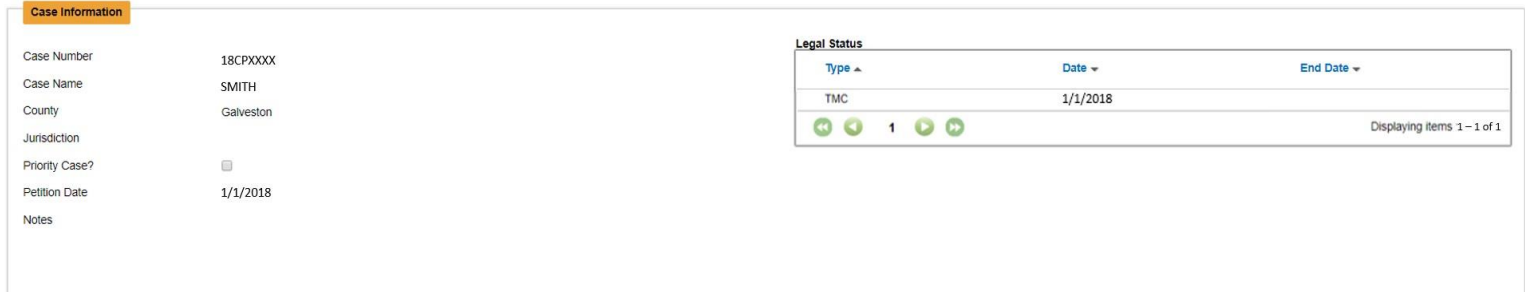 Case Information
Case Number 18CPXXXX
Case Name SMITH
County Galveston
Jurisdiction
Priority Case?
Petition Date 1/1/2018
Notes
Legal Status
Type Date End Date
TMC 1/1/2018
1 Displaying items 1 – 1 of 1